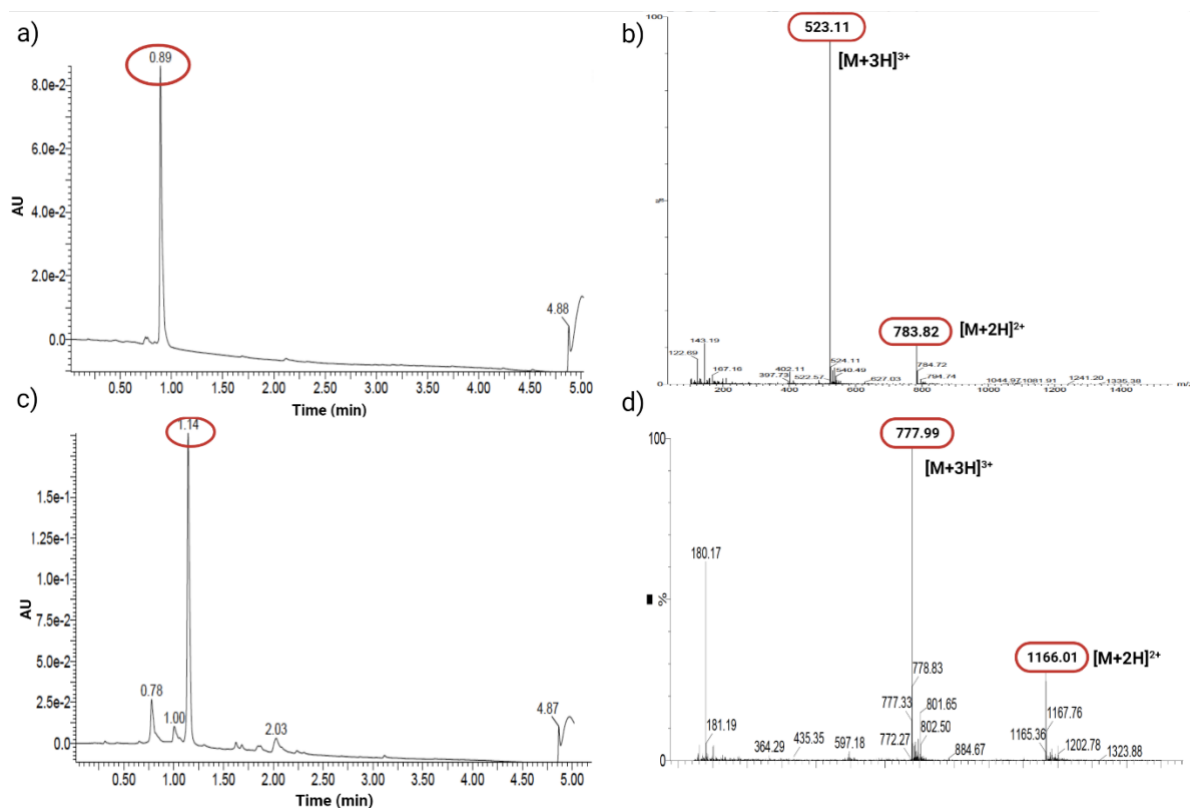 a)
0.89
8.0e-2
6.0e-2
4.0e-2
2.0e-2
0.0
AU
4.88
0.50 1.00 1.50 2.00 2.50 3.00 3.50 4.00 4.50 5.00
Time (min)
b)
100
523.11
[M+3H]3+
%
783.82
[M+2H]2+
143.19
122.69
167.16
397.73
402.11
522.57
524.11
540.49
627.03
784.72
794.74
1044.97
1081.91
1241.20
1335.38
0
200 400 600 800 1000 1200 1400
c)
1.14
1.5e-1
1.25e-1
1.0e-1
7.5e-2
5.0e-2
2.5e-2
0.0
AU
0.78
1.00
2.03
4.87
0.50 1.00 1.50 2.00 2.50 3.00 3.50 4.00 4.50 5.00
Time (min)
d)
100
777.99
[M+3H]3+
180.17
%
1166.01
[M+2H]2+
778.83
777.33
801.65
802.50
772.27
884.67
181.19
364.29
435.35
597.18
1167.76
1165.36
1202.78
1323.88
0